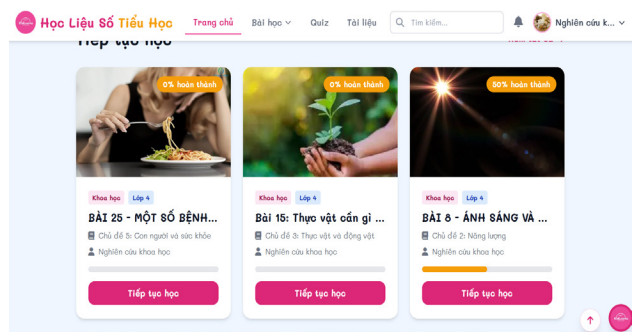 Học Liệu Số Tiểu Học
Trang chủ
Bài học
Quiz
Tài liệu
Tìm kiếm...
Nghiên cứu k...
Tiếp tục học
0% hoàn thành
0% hoàn thành
50% hoàn thành
Khoa học
Lớp 4
BÀI 25 - MỘT SỐ BỆNH...
Chủ đề 5: Con người và sức khỏe
Nghiên cứu khoa học
Tiếp tục học
Khoa học
Lớp 4
Bài 15: Thực vật cần gì ...
Chủ đề 3: Thực vật và động vật
Nghiên cứu khoa học
Tiếp tục học
Khoa học
Lớp 4
BÀI 8 - ÁNH SÁNG VÀ ...
Chủ đề 2: Năng lượng
Nghiên cứu khoa học
Tiếp tục học